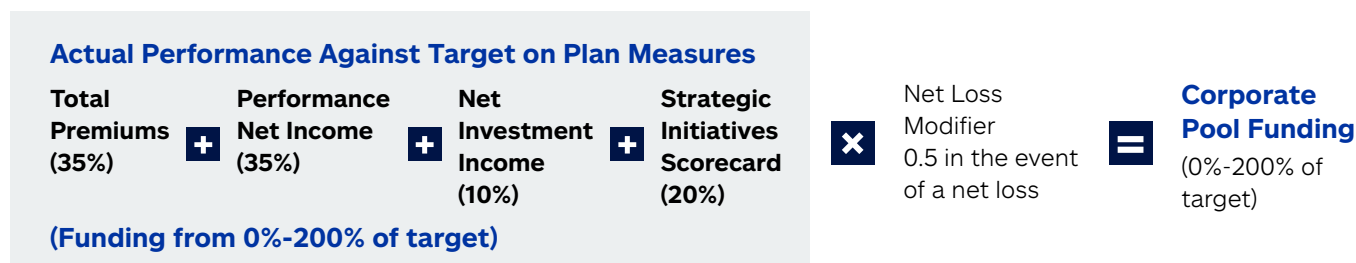 Actual Performance Against Target on Plan Measures
Total
Premiums
(35%)
+
Performance
Net Income
(35%)
+
Net
Investment
Income
(10%)
+
Strategic
Initiatives
Scorecard
(20%)
(Funding from 0%-200% of target)
×
Net Loss
Modifier
0.5 in the event
of a net loss
=
Corporate
Pool Funding
(0%-200% of
target)